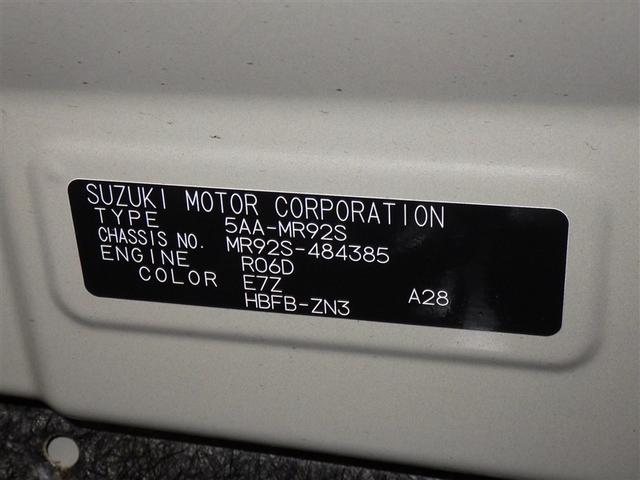 SUZUKI MOTOR CORPORATION
TYPE 5AA-MR92S
CHASSIS NO. MR92S-484385
ENGINE R06D
COLOR E7Z A28
HBFB-ZN3